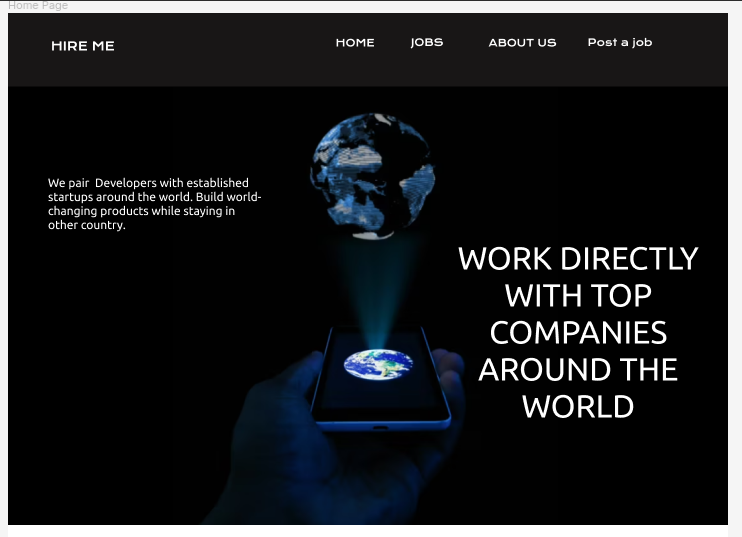 Home Page
HIRE ME
HOME JOBS ABOUT US Post a job
We pair  Developers with established
startups around the world. Build world-
changing products while staying in
other country.
WORK DIRECTLY
WITH TOP
COMPANIES
AROUND THE
WORLD